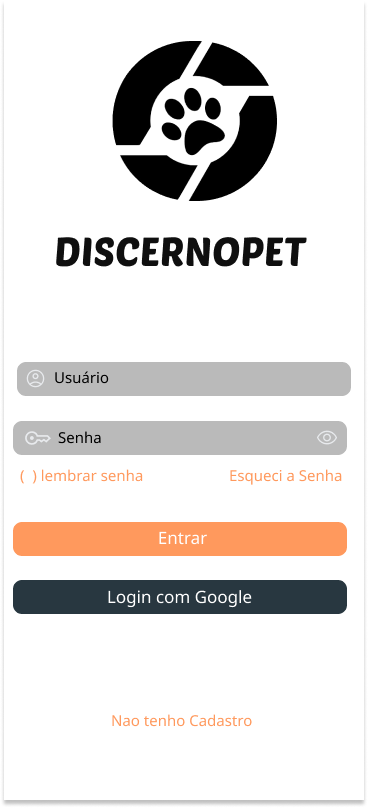 DISCERNOPET
Usuário
Senha
( ) lembrar senha
Esqueci a Senha
Entrar
Login com Google
Nao tenho Cadastro